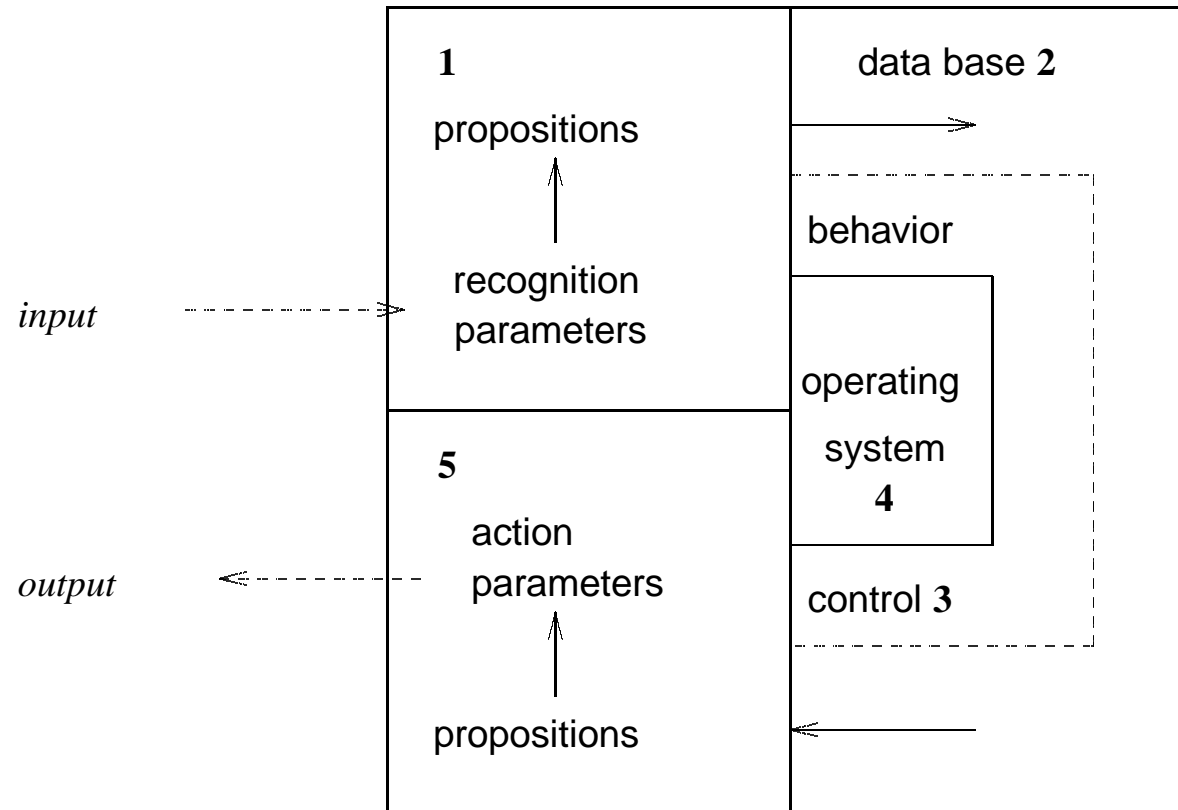 1
propositions
recognition
parameters
input
data base 2
behavior
operating
system
4
control 3
5
action
parameters
output
propositions